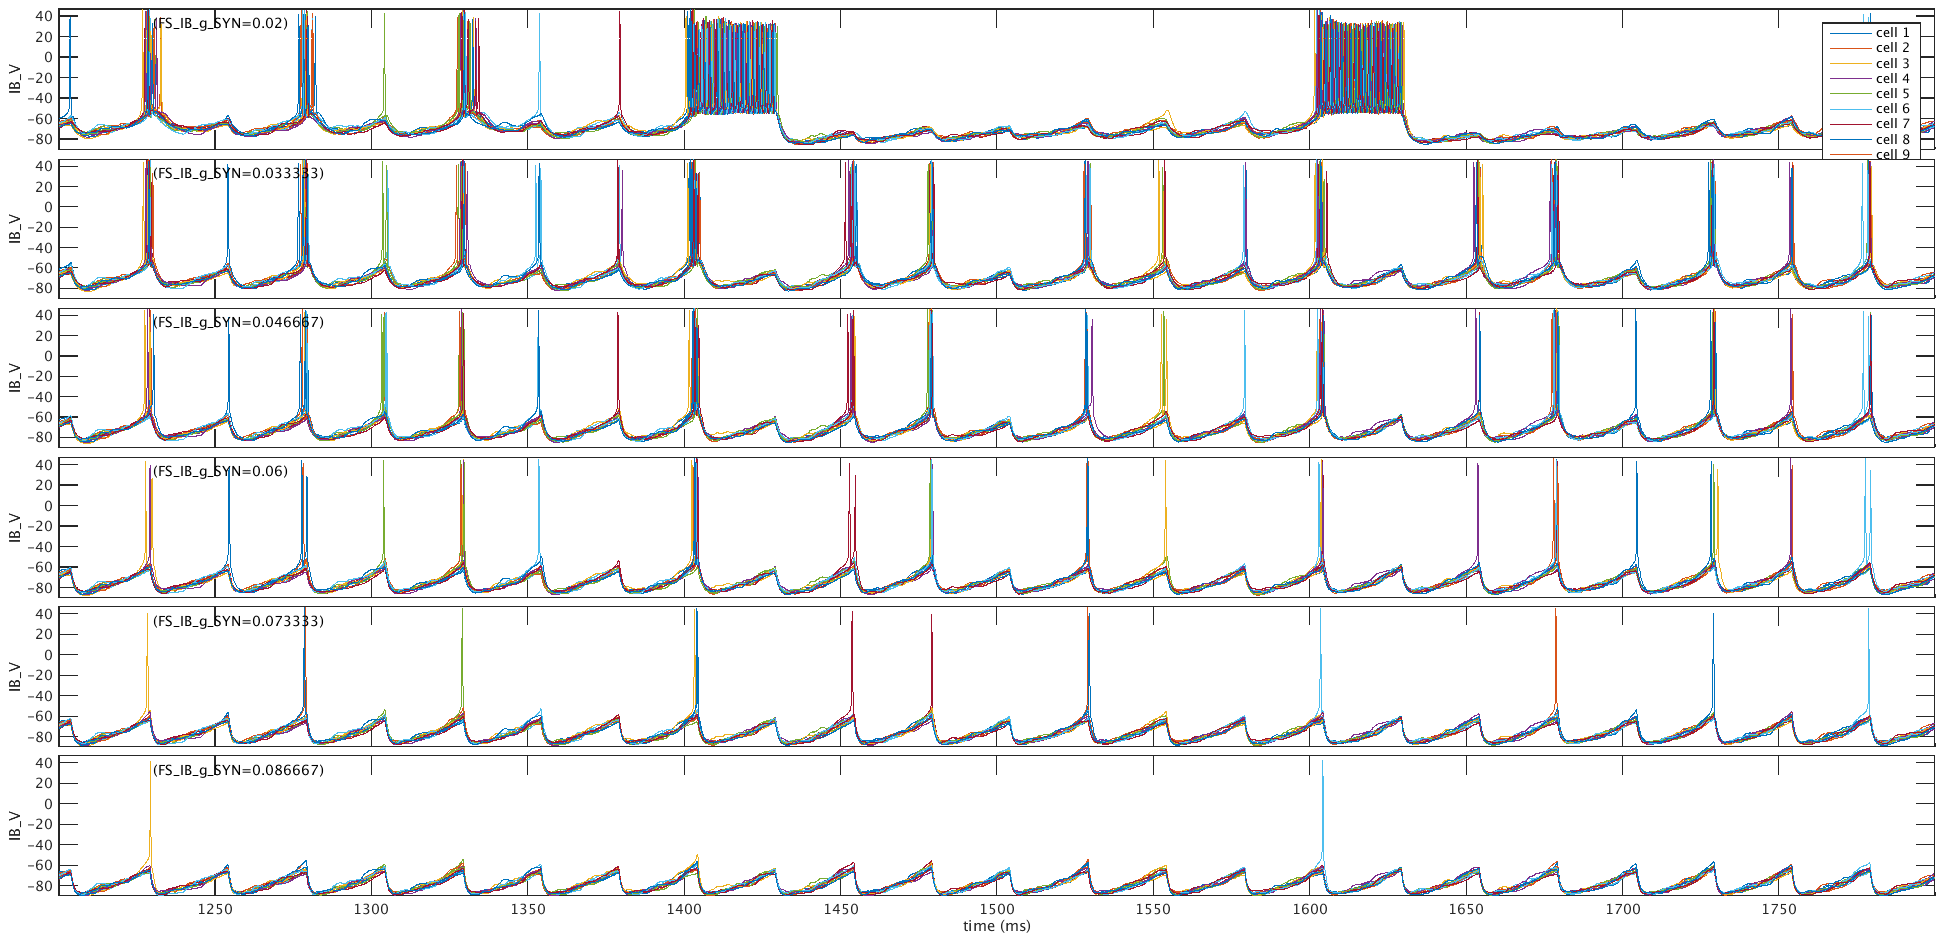 (FS_IB_g_SYN=0.02)
40
20
0
-20
-40
-60
-80
IB_V
cell 1
cell 2
cell 3
cell 4
cell 5
cell 6
cell 7
cell 8
cell 9
(FS_IB_g_SYN=0.033333)
40
20
0
-20
-40
-60
-80
IB_V
(FS_IB_g_SYN=0.046667)
40
20
0
-20
-40
-60
-80
IB_V
(FS_IB_g_SYN=0.06)
40
20
0
-20
-40
-60
-80
IB_V
(FS_IB_g_SYN=0.073333)
40
20
0
-20
-40
-60
-80
IB_V
(FS_IB_g_SYN=0.086667)
40
20
0
-20
-40
-60
-80
IB_V
1250 1300 1350 1400 1450 1500 1550 1600 1650 1700 1750
time (ms)